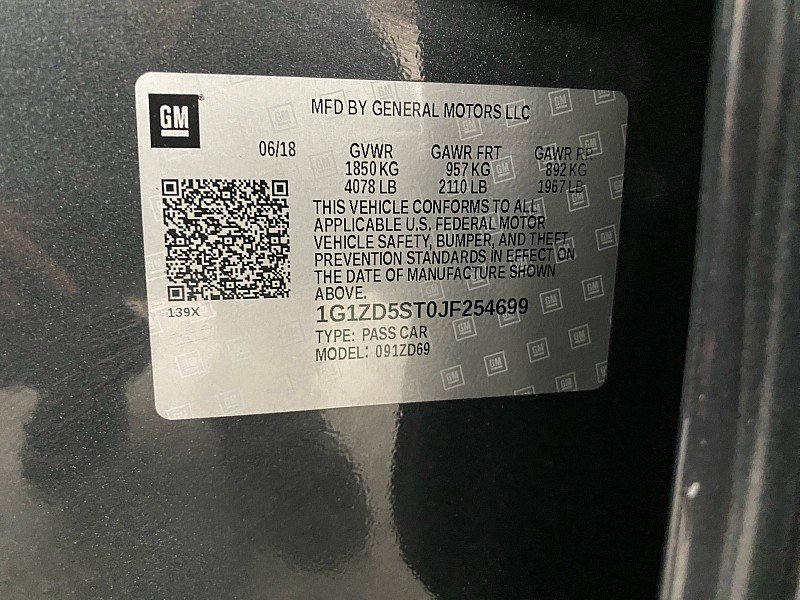 GM
MFD BY GENERAL MOTORS LLC
06/18 GVWR GAWR FRT GAWR RR
1850 KG 957 KG 892 KG
4078 LB 2110 LB 1967 LB
THIS VEHICLE CONFORMS TO ALL
APPLICABLE U.S. FEDERAL MOTOR
VEHICLE SAFETY, BUMPER, AND THEFT
PREVENTION STANDARDS IN EFFECT ON
THE DATE OF MANUFACTURE SHOWN
ABOVE.
139X
1G1ZD5ST0JF254699
TYPE: PASS CAR
MODEL: 091ZD69